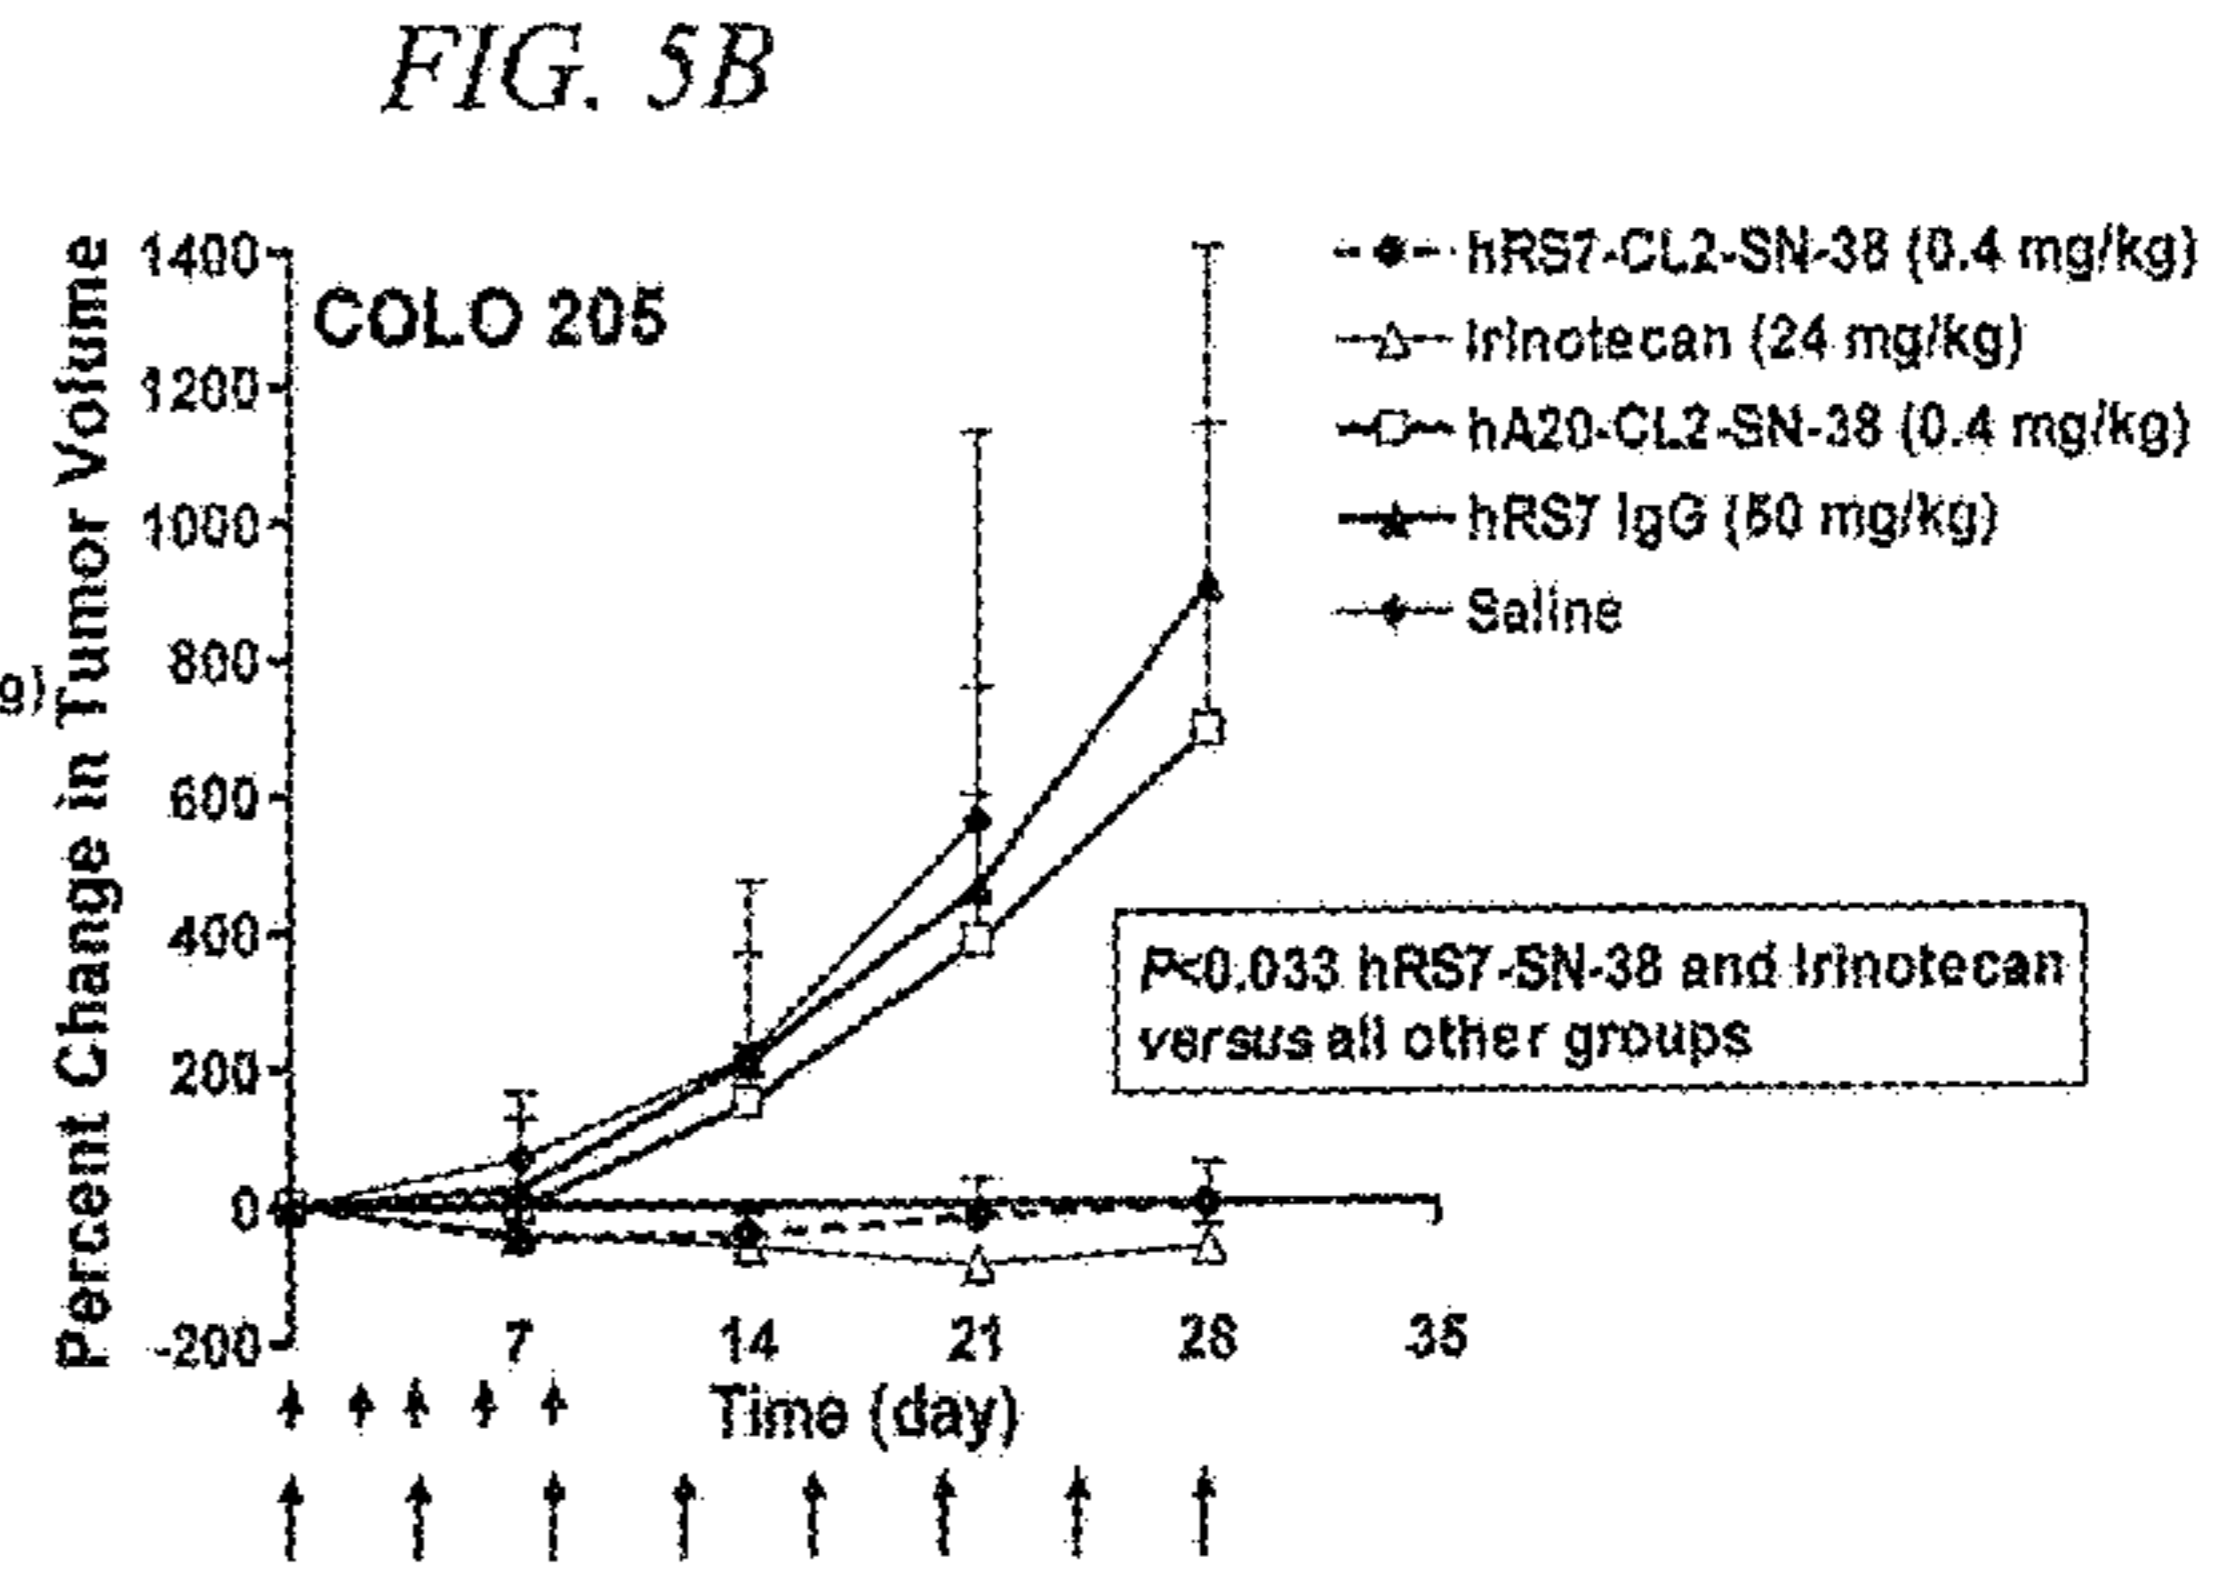 FIG. 5B
Percent Change in Tumor Volume
1400
1200
1000
800
600
400
200
0
-200
COLO 205
hRS7-CL2-SN-38 (0.4 mg/kg)
Irinotecan (24 mg/kg)
hA20-CL2-SN-38 (0.4 mg/kg)
hRS7 IgG (50 mg/kg)
Saline
g)
P<0.033 hRS7-SN-38 and Irinotecan
versus all other groups
7 14 21 28 35
Time (day)